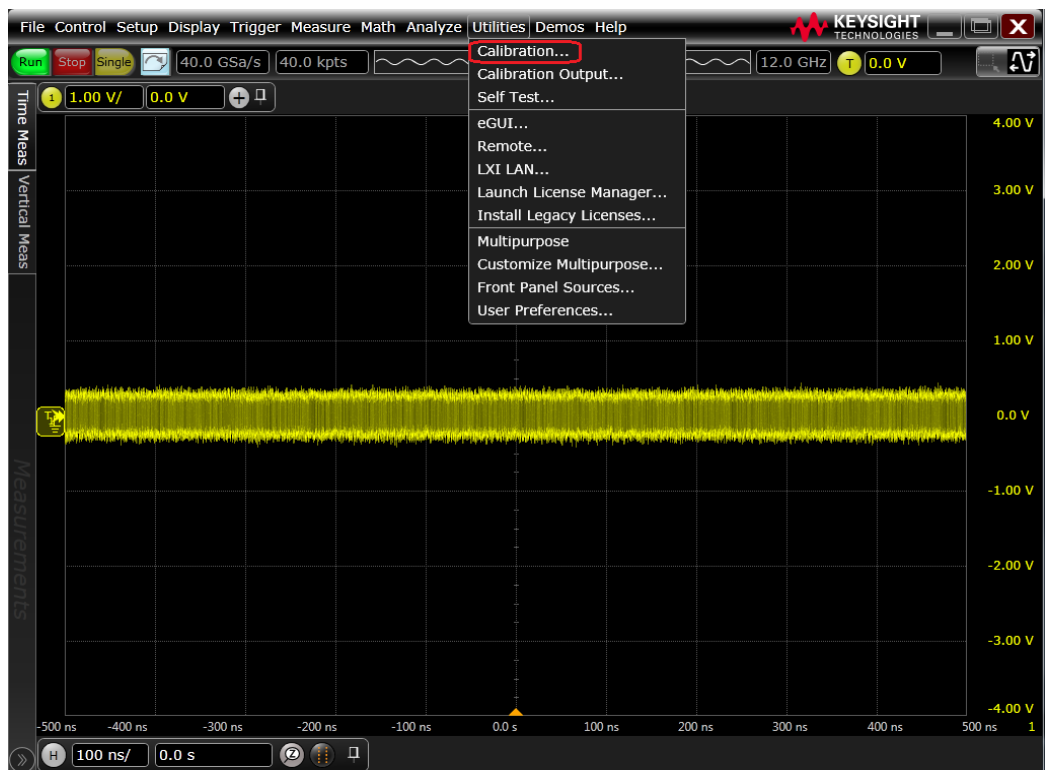 File Control Setup Display Trigger Measure Math Analyze Utilities Demos Help
KEYSIGHT
TECHNOLOGIES
X
Run Stop Single 40.0 GSa/s 40.0 kpts 12.0 GHz T 0.0 V
Calibration...
Calibration Output...
Self Test...
eGUI...
Remote...
LXI LAN...
Launch License Manager...
Install Legacy Licenses...
Multipurpose
Customize Multipurpose...
Front Panel Sources...
User Preferences...
1 1.00 V/ 0.0 V
Time Meas
Vertical Meas
Measurements
4.00 V
3.00 V
2.00 V
1.00 V
T
0.0 V
-1.00 V
-2.00 V
-3.00 V
-4.00 V
-500 ns -400 ns -300 ns -200 ns -100 ns 0.0 s 100 ns 200 ns 300 ns 400 ns 500 ns 1
H 100 ns/ 0.0 s